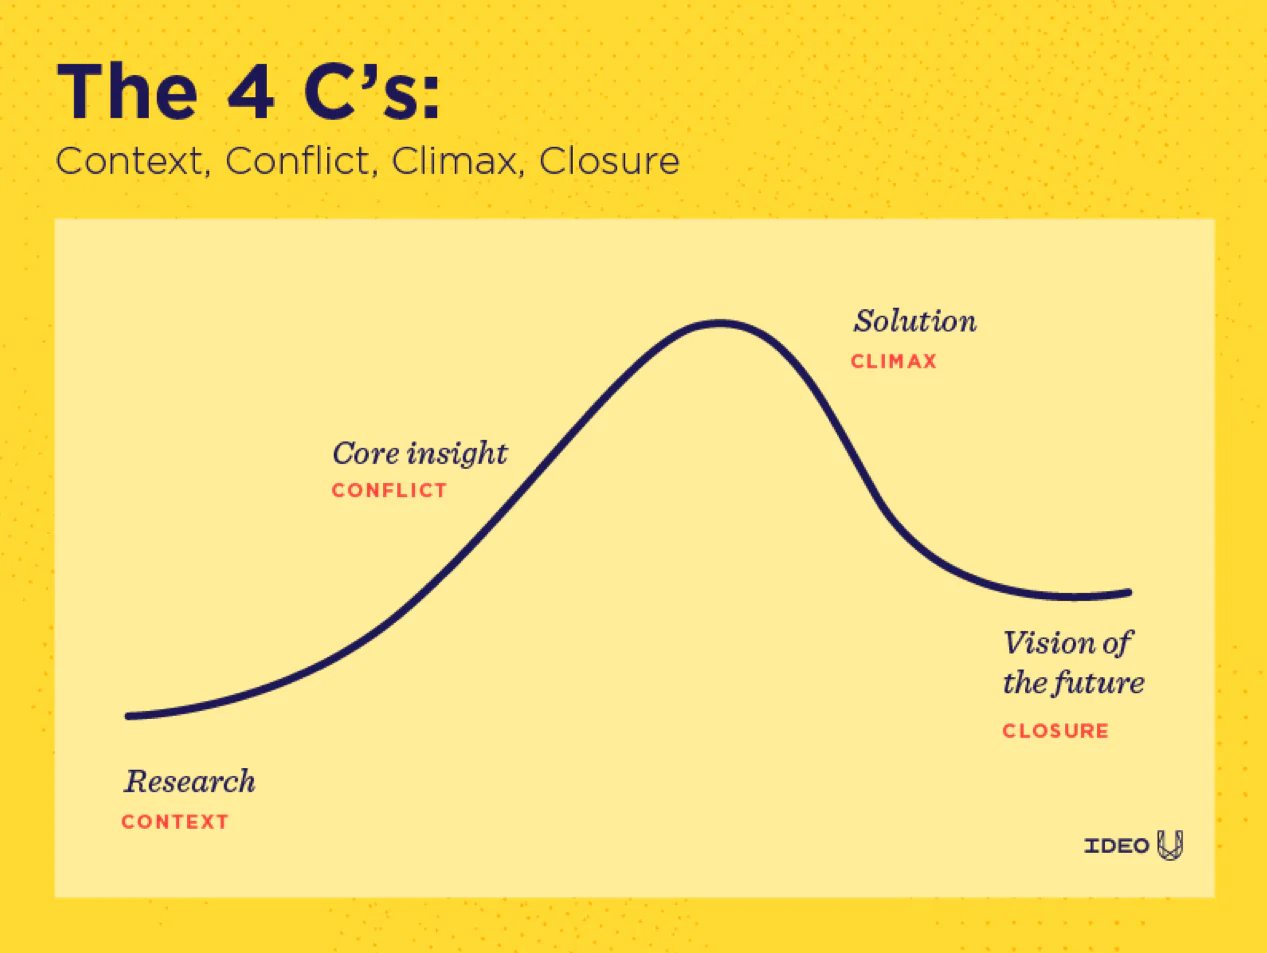 The 4 C’s:
Context, Conflict, Climax, Closure
Solution
CLIMAX
Core insight
CONFLICT
Vision of
the future
CLOSURE
Research
CONTEXT
IDEO U